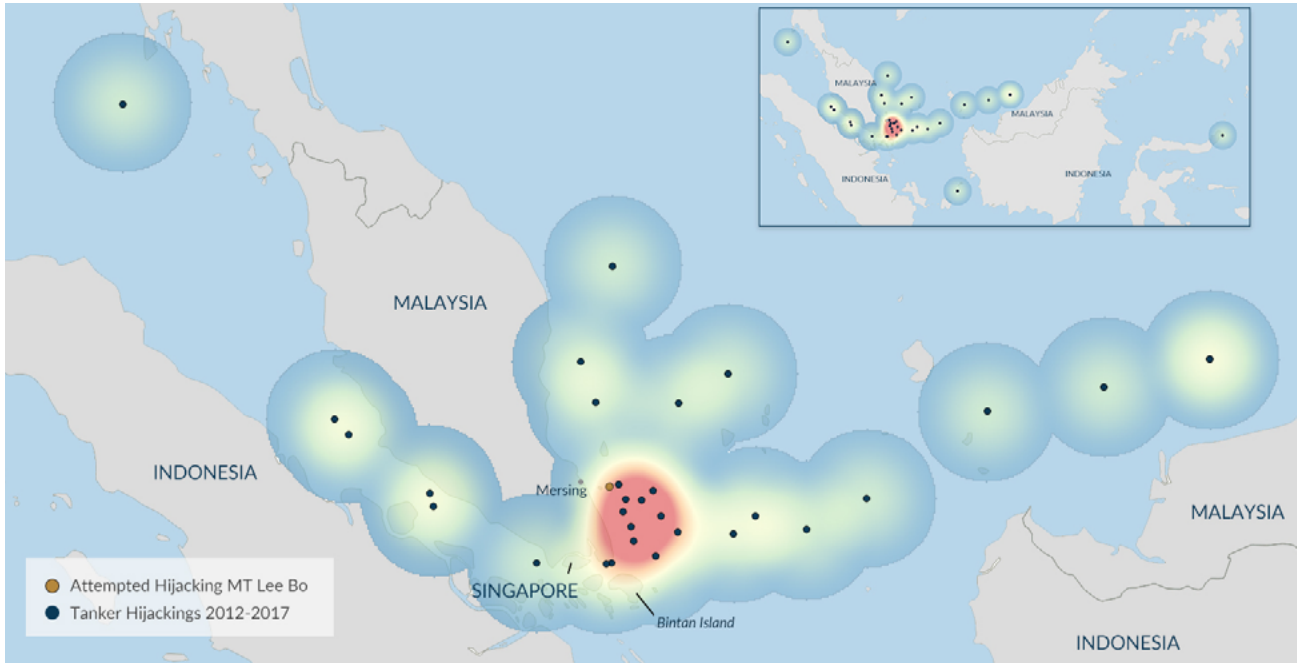 MALAYSIA
MALAYSIA
INDONESIA
INDONESIA
MALAYSIA
INDONESIA
Mersing
MALAYSIA
SINGAPORE
Bintan Island
INDONESIA
Attempted Hijacking MT Lee Bo
Tanker Hijackings 2012-2017